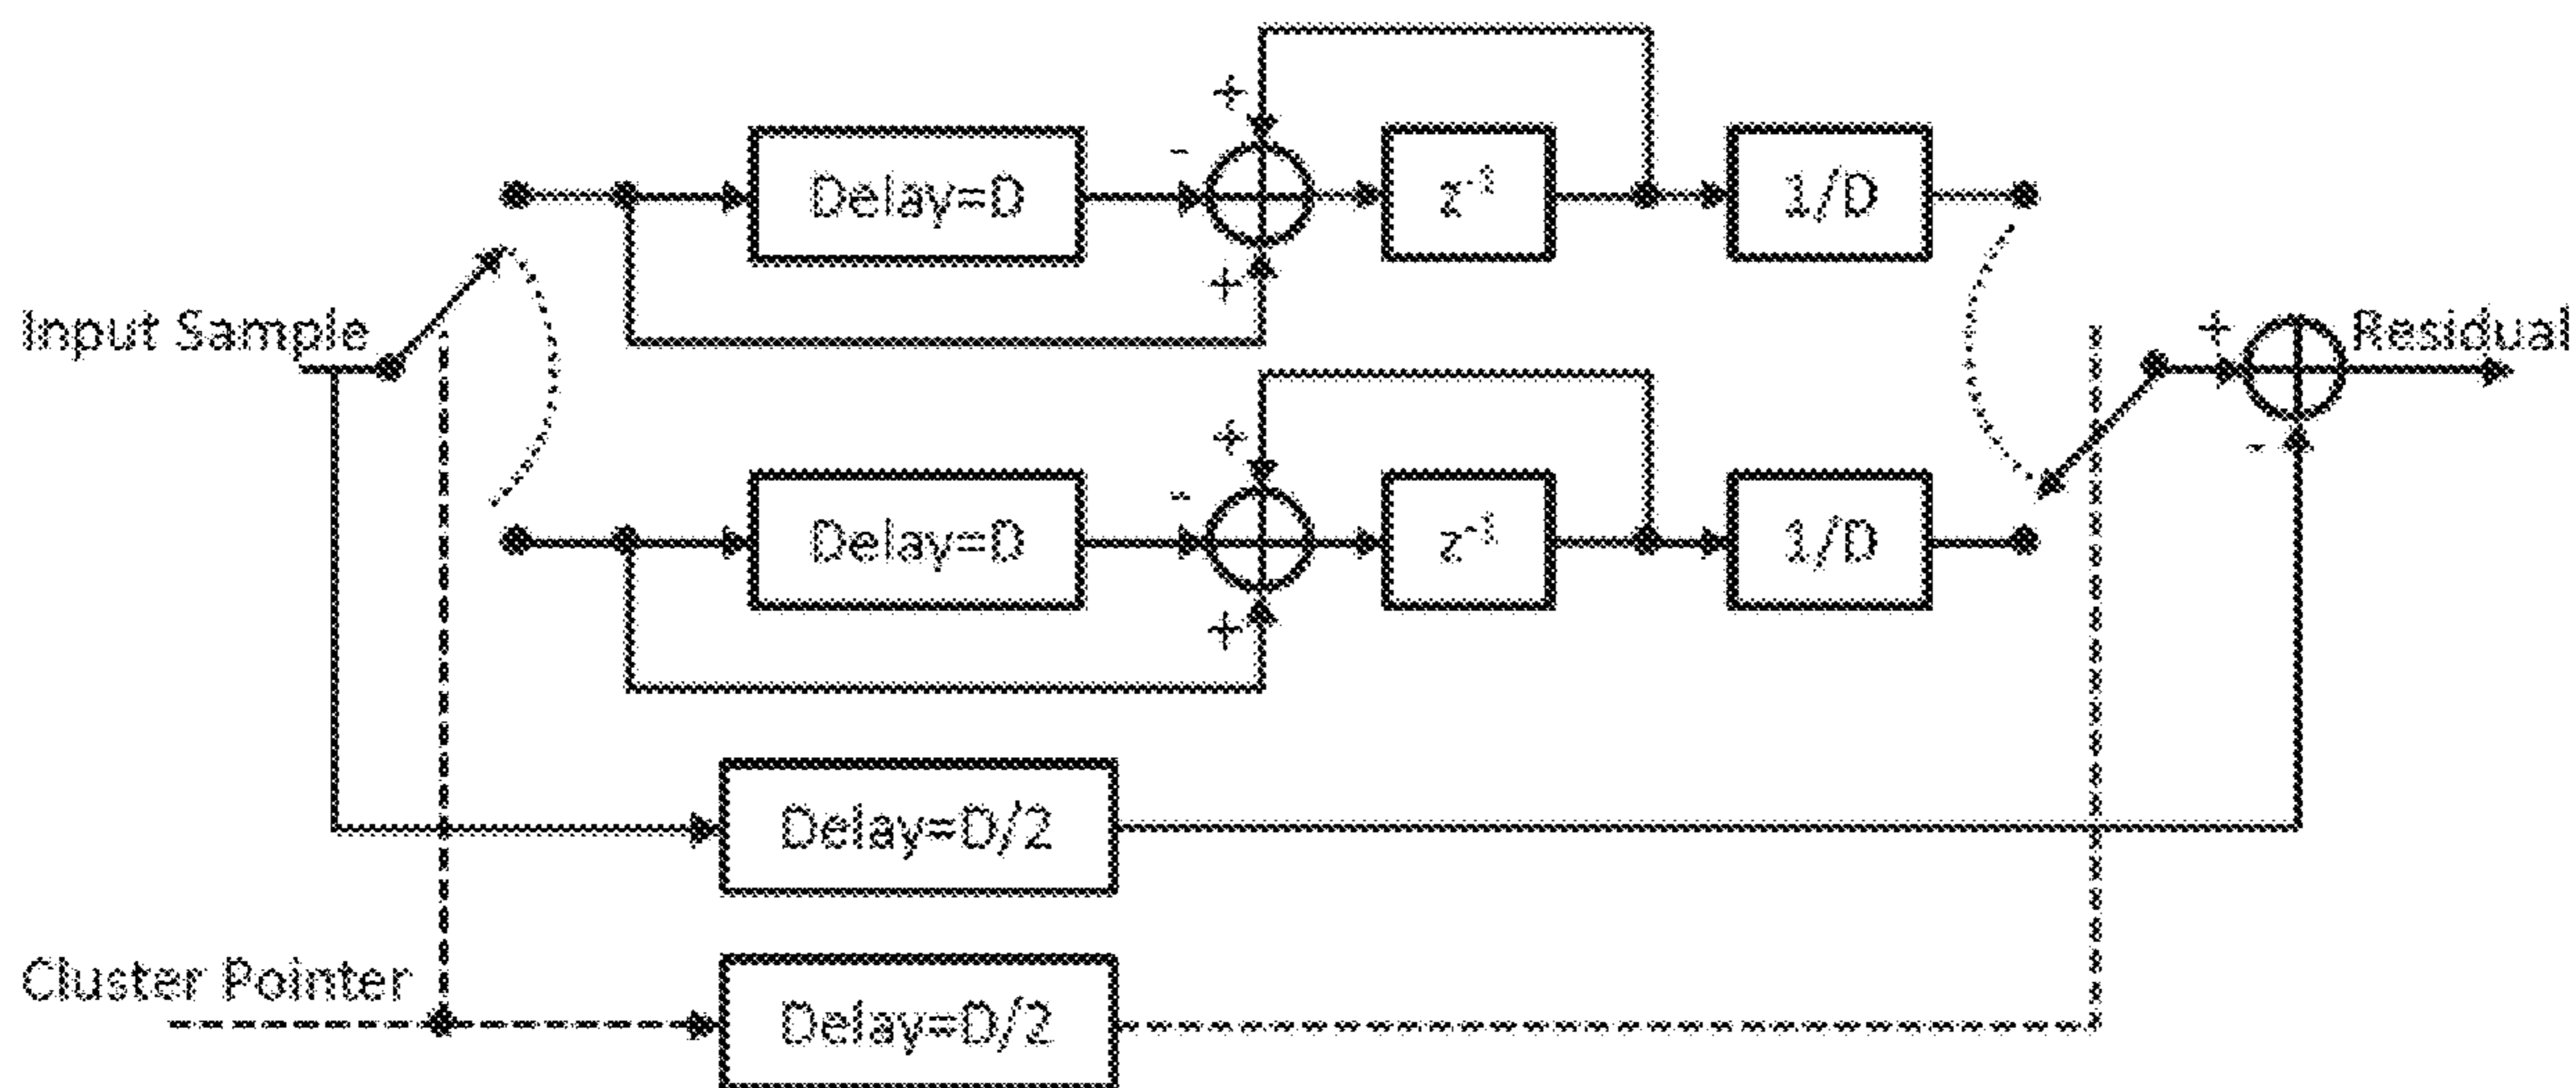 +
-
Delay=D
z⁻¹
1/D
+
Input Sample
+
Residual
+
-
-
Delay=D
z⁻¹
1/D
+
Delay=D/2
Cluster Pointer
Delay=D/2